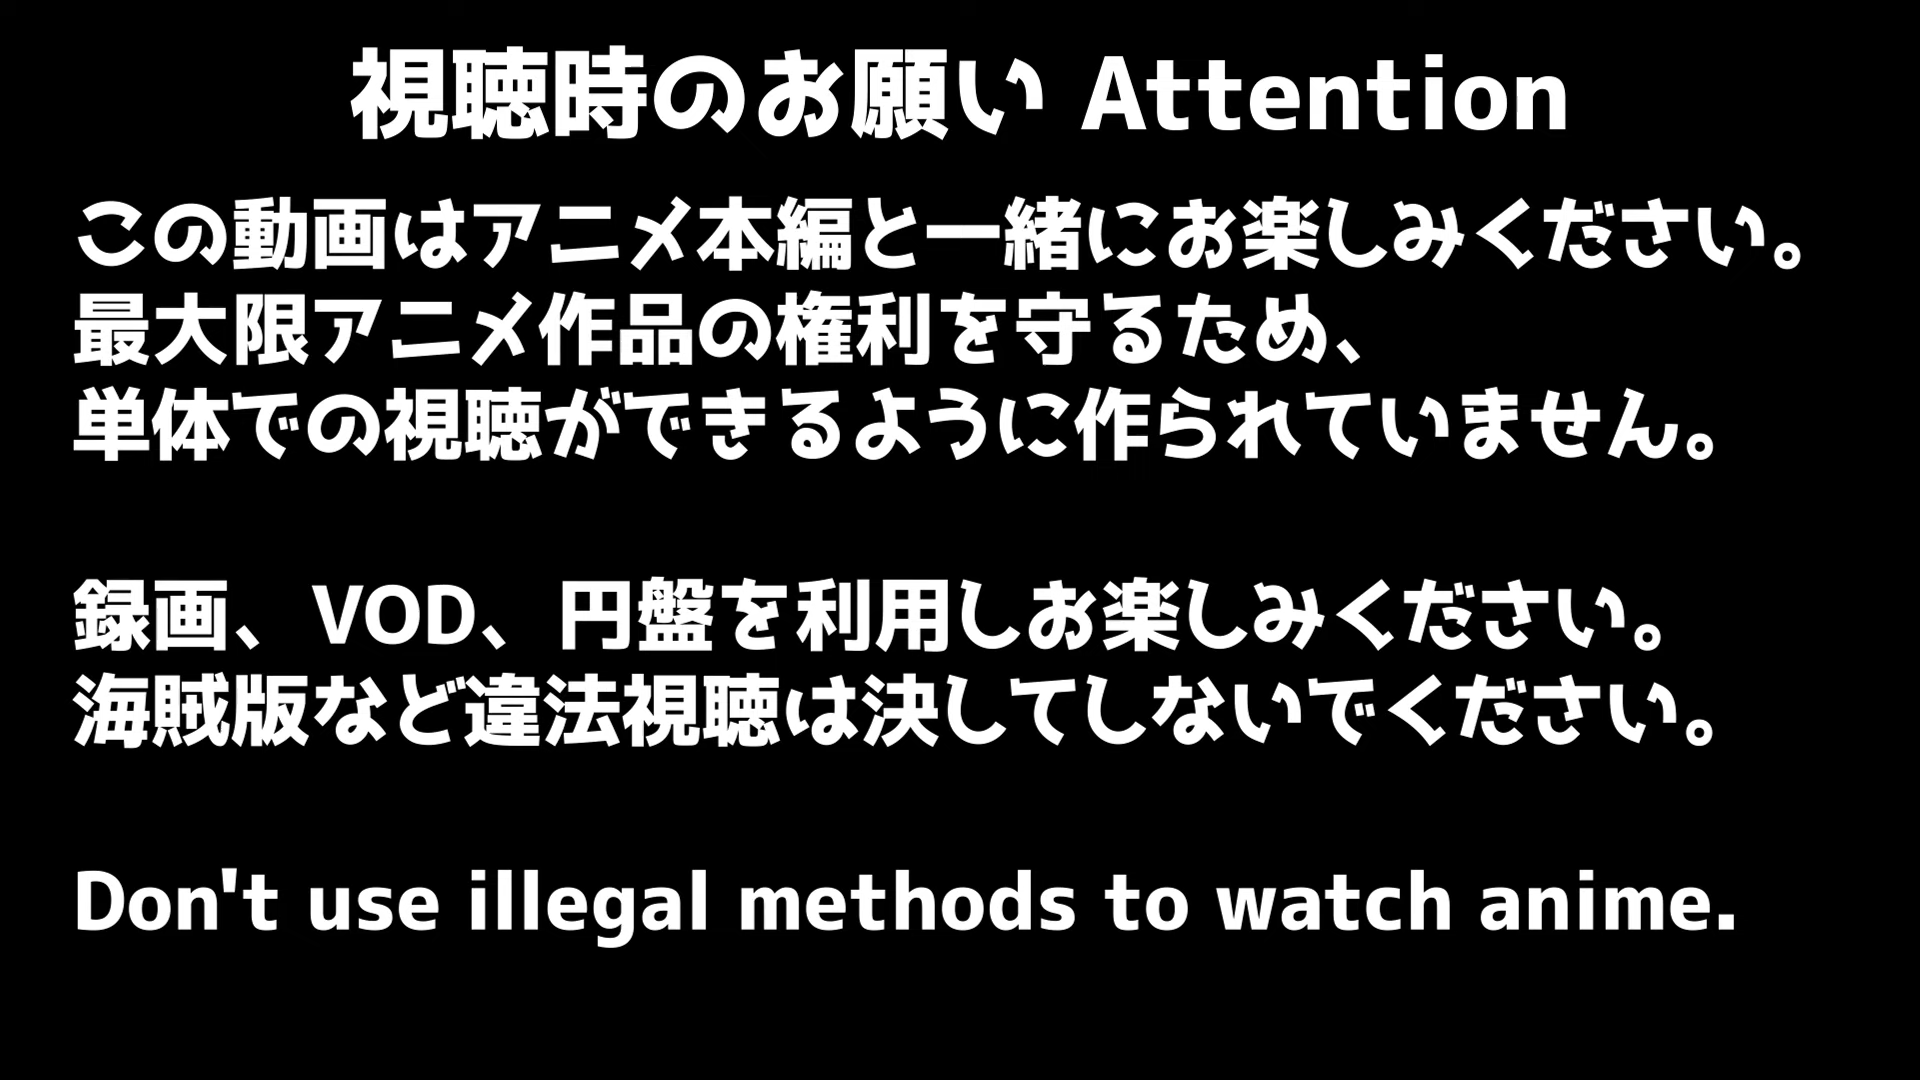 視聴時のお願い Attention
この動画はアニメ本編と一緒にお楽しみください。
最大限アニメ作品の権利を守るため、
単体での視聴ができるように作られていません。
録画、VOD、円盤を利用しお楽しみください。
海賊版など違法視聴は決してしないでください。
Don't use illegal methods to watch anime.